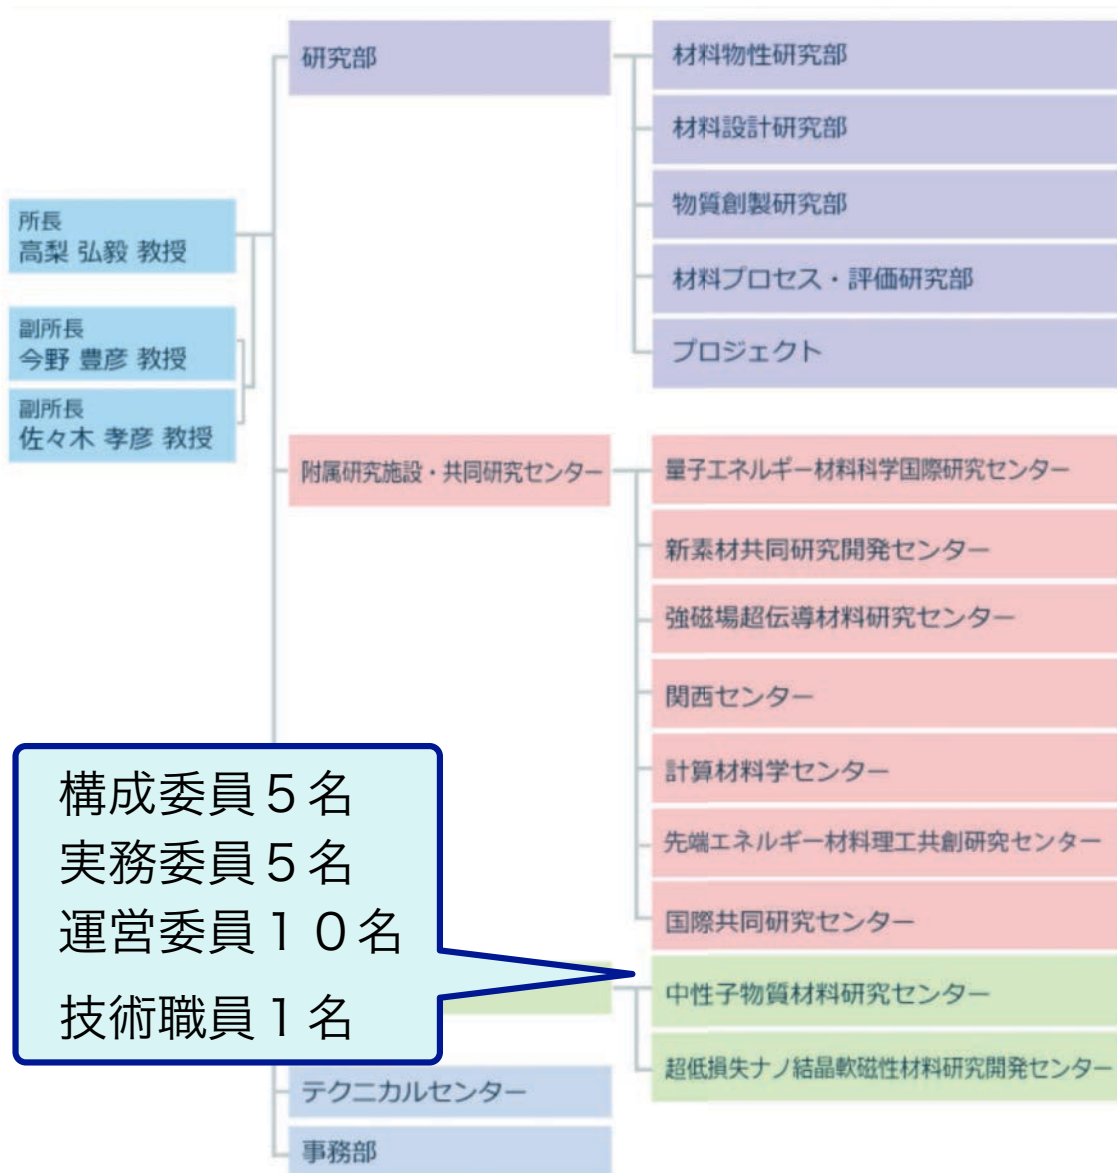 所長
高梨 弘毅 教授
副所長
今野 豊彦 教授
副所長
佐々木 孝彦 教授
研究部
材料物性研究部
材料設計研究部
物質創製研究部
材料プロセス・評価研究部
プロジェクト
附属研究施設・共同研究センター
量子エネルギー材料科学国際研究センター
新素材共同研究開発センター
強磁場超伝導材料研究センター
関西センター
計算材料学センター
先端エネルギー材料理工共創研究センター
国際共同研究センター
中性子物質材料研究センター
超低損失ナノ結晶軟磁性材料研究開発センター
構成委員5名
実務委員5名
運営委員10名
技術職員1名
テクニカルセンター
事務部